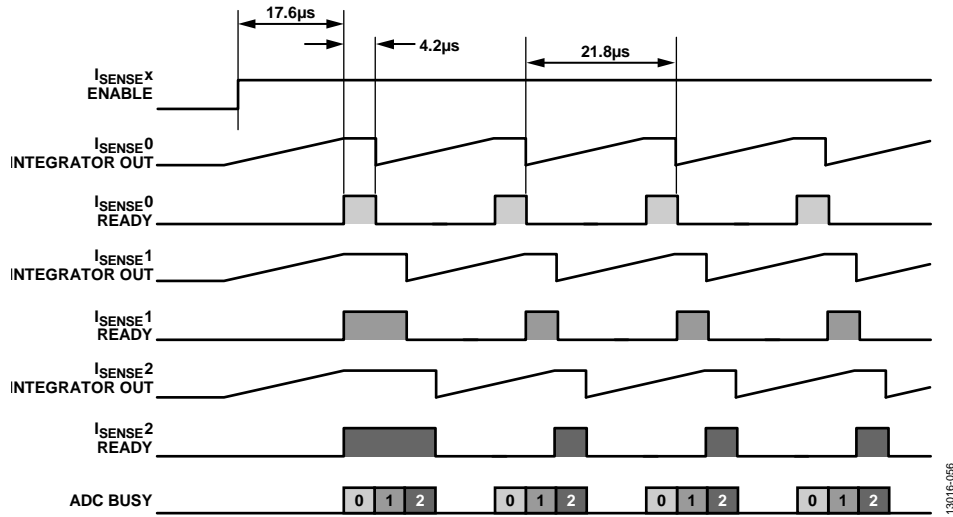 17.6µs
4.2µs
21.8µs
ISENSEX
ENABLE
ISENSE0
INTEGRATOR OUT
ISENSE0
READY
ISENSE1
INTEGRATOR OUT
ISENSE1
READY
ISENSE2
INTEGRATOR OUT
ISENSE2
READY
ADC BUSY
0 1 2 0 1 2 0 1 2 0 1 2
13016-056